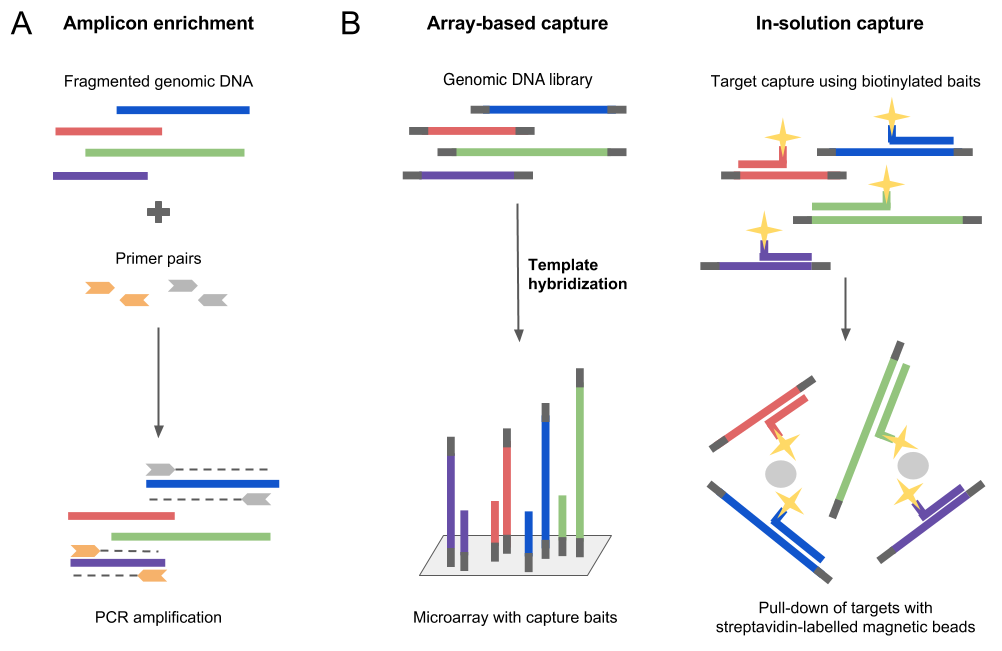 A
Amplicon enrichment
Fragmented genomic DNA
Primer pairs
PCR amplification
B
Array-based capture
Genomic DNA library
Template
hybridization
Microarray with capture baits
In-solution capture
Target capture using biotinylated baits
Pull-down of targets with
streptavidin-labelled magnetic beads